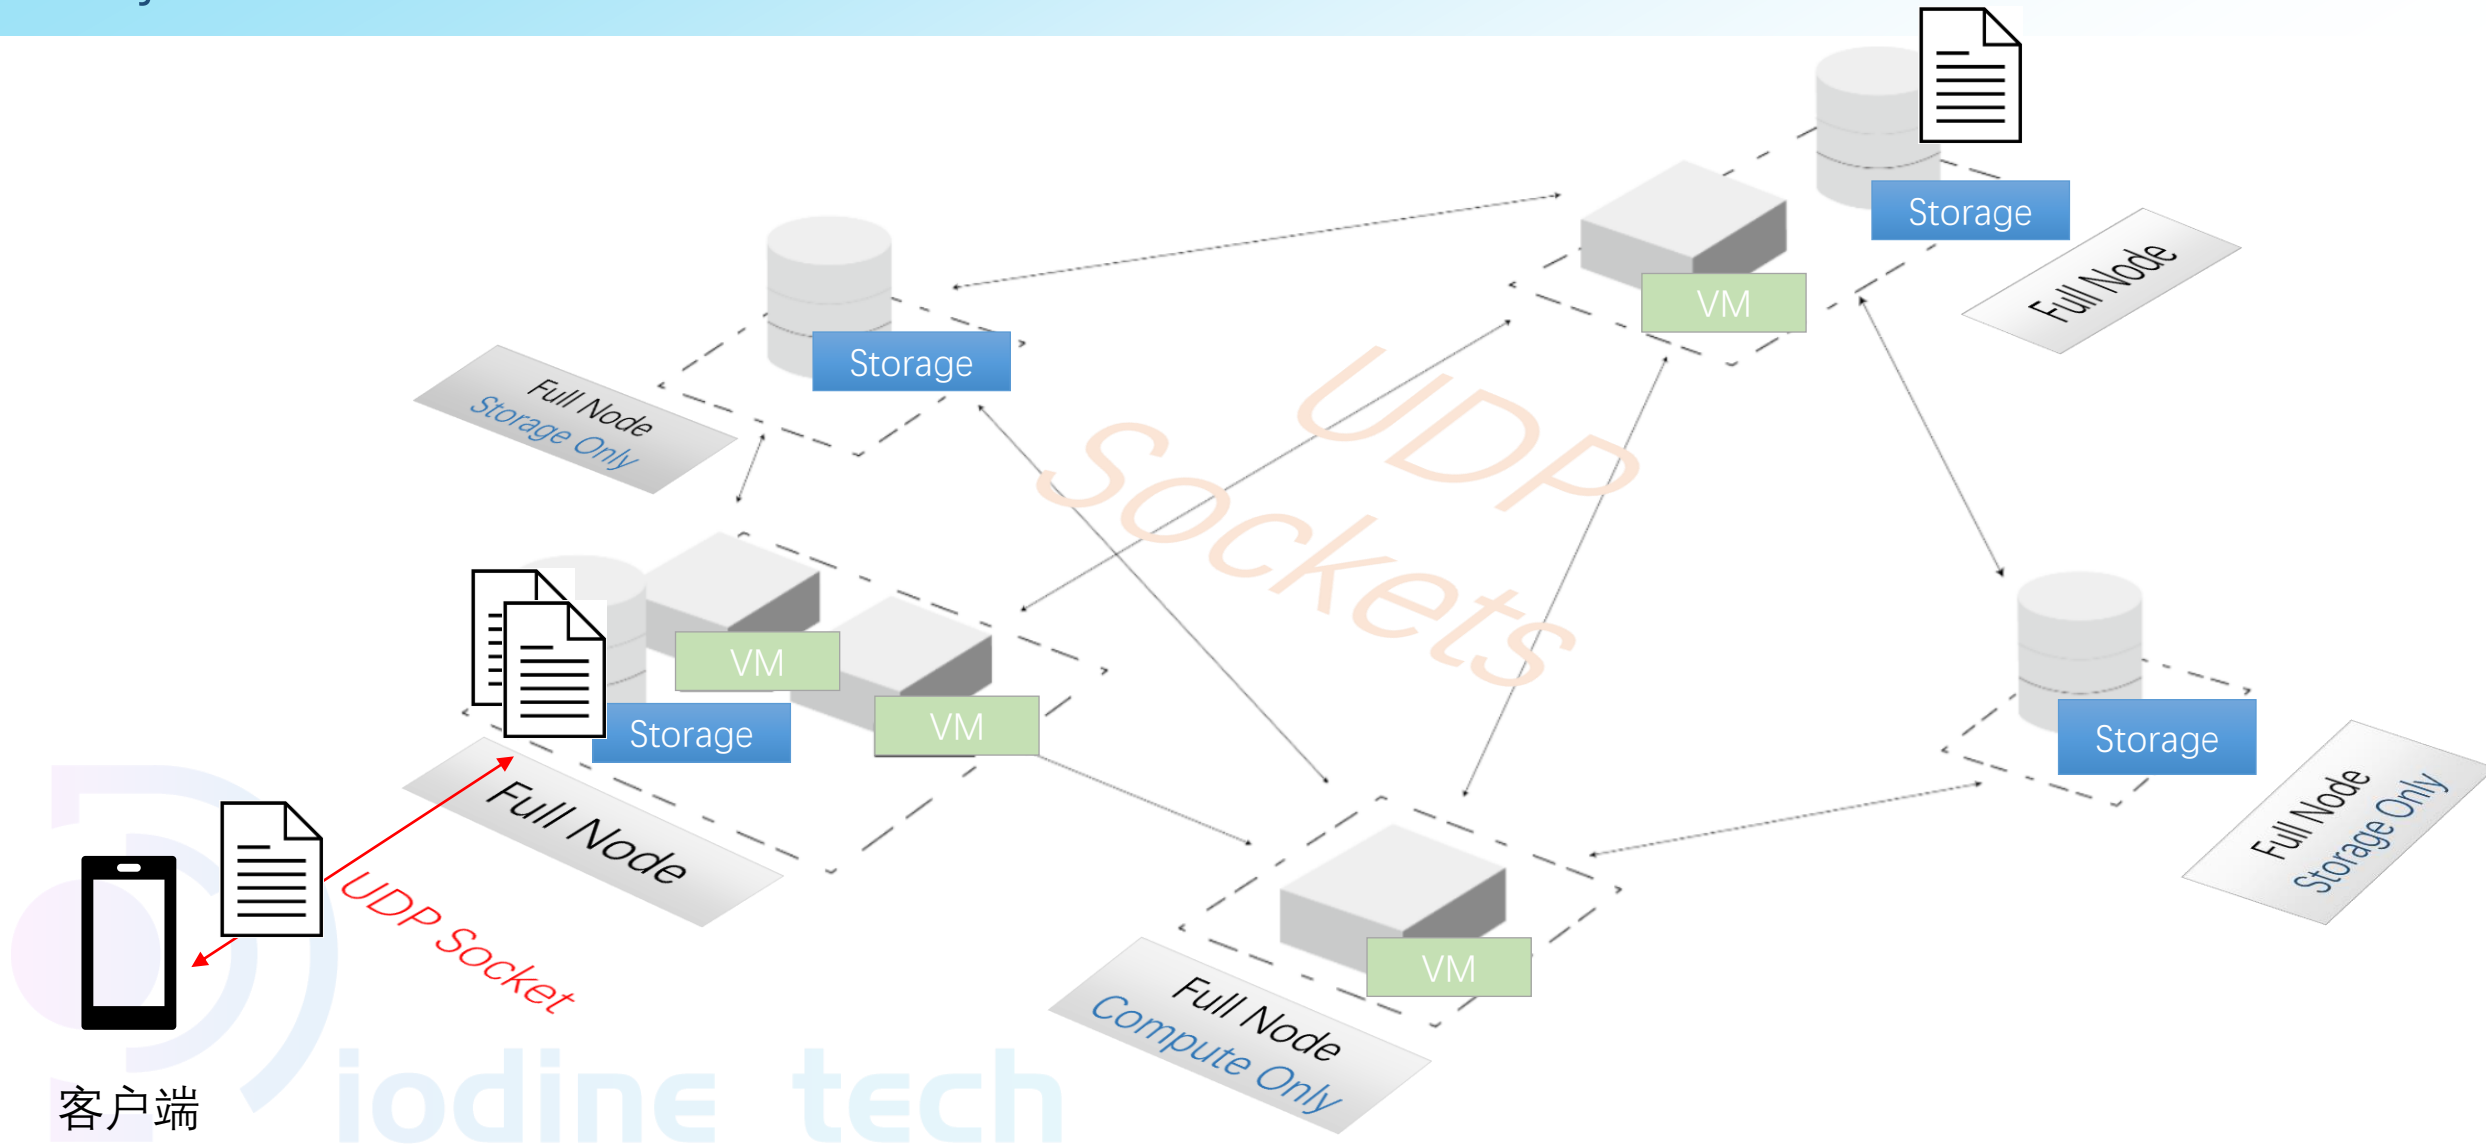 Storage
VM
Full Node
Storage
Full Node
Storage Only
UDP
Sockets
VM
VM
Storage
Full Node
Storage
Full Node
Storage Only
UDP Socket
VM
Full Node
Compute Only
客户端
iodine tech